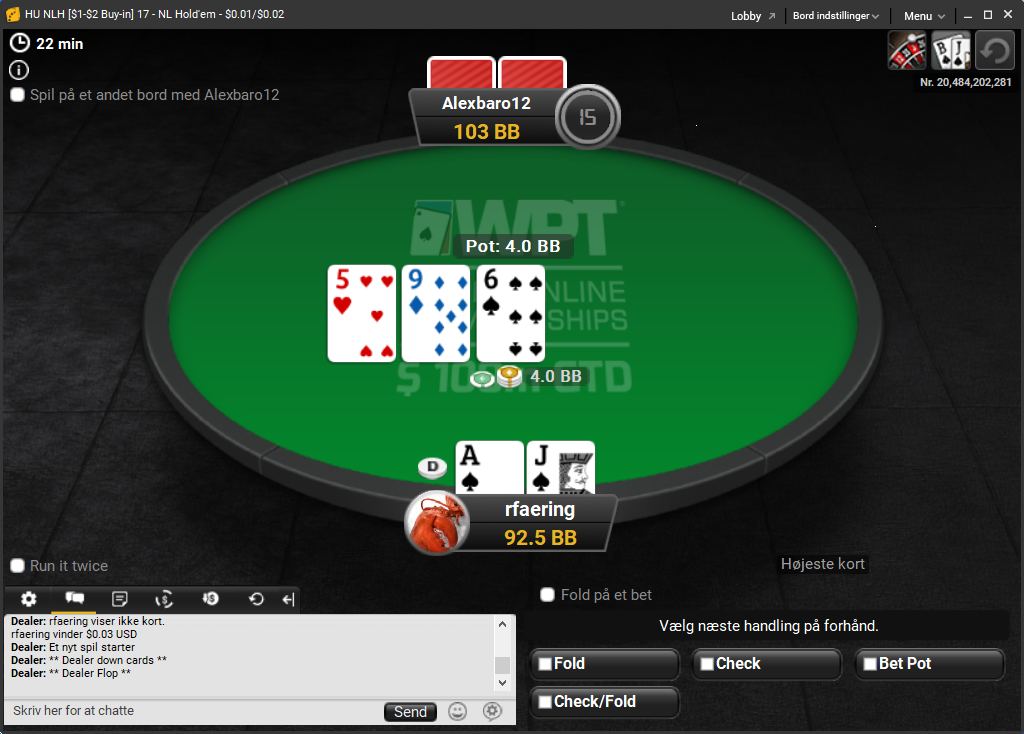 HU NLH [$1-$2 Buy-in] 17 - NL Hold'em - $0.01/$0.02
Lobby
Bord indstillinger
Menu
22 min
Spil på et andet bord med Alexbaro12
Nr. 20,484,202,281
B J
Alexbaro12
103 BB
15
WPT
Pot: 4.0 BB
5
9
6
4.0 BB
D
A
J
rfaering
92.5 BB
Run it twice
Højeste kort
Fold på et bet
Dealer: rfaering viser ikke kort.
rfaering vinder $0.03 USD
Dealer: Et nyt spil starter
Dealer: ** Dealer down cards **
Dealer: ** Dealer Flop **
Skriv her for at chatte
Send
Vælg næste handling på forhånd.
Fold
Check
Bet Pot
Check/Fold